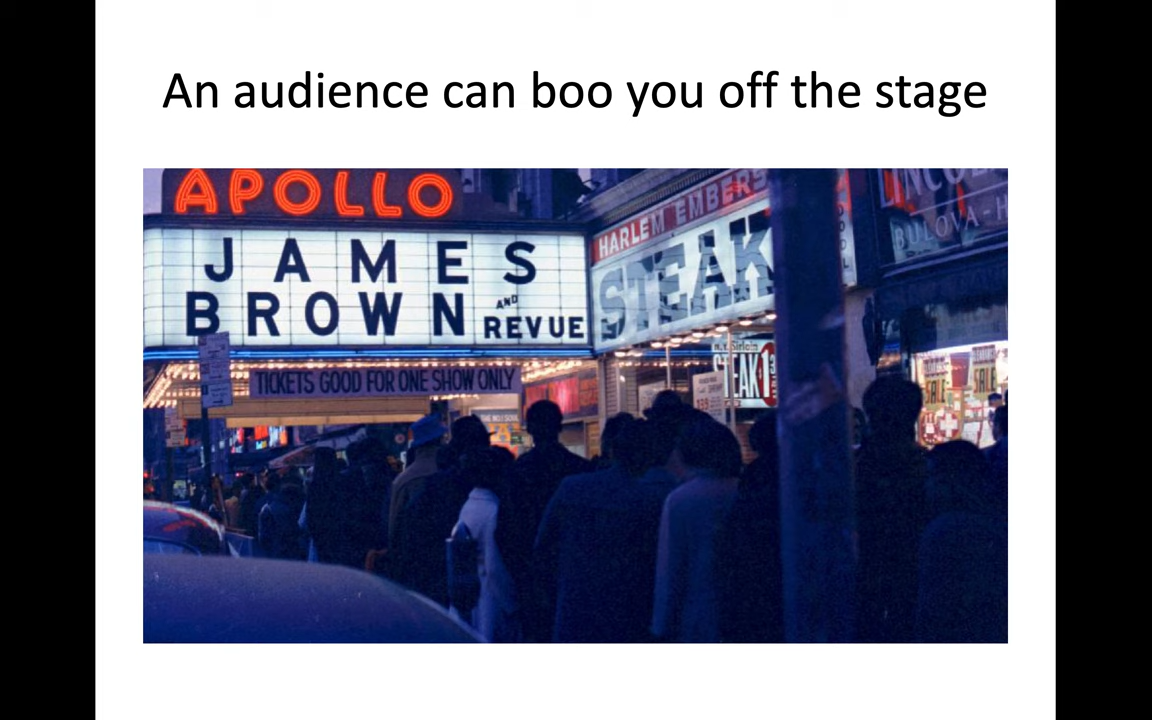 An audience can boo you off the stage
APOLLO
JAMES
BROWN AND REVUE
HARLEM EMBERS
STEAK
TICKETS GOOD FOR ONE SHOW ONLY
N.Y. Sirloin
STEAK
BULOVA
SALE
SALE